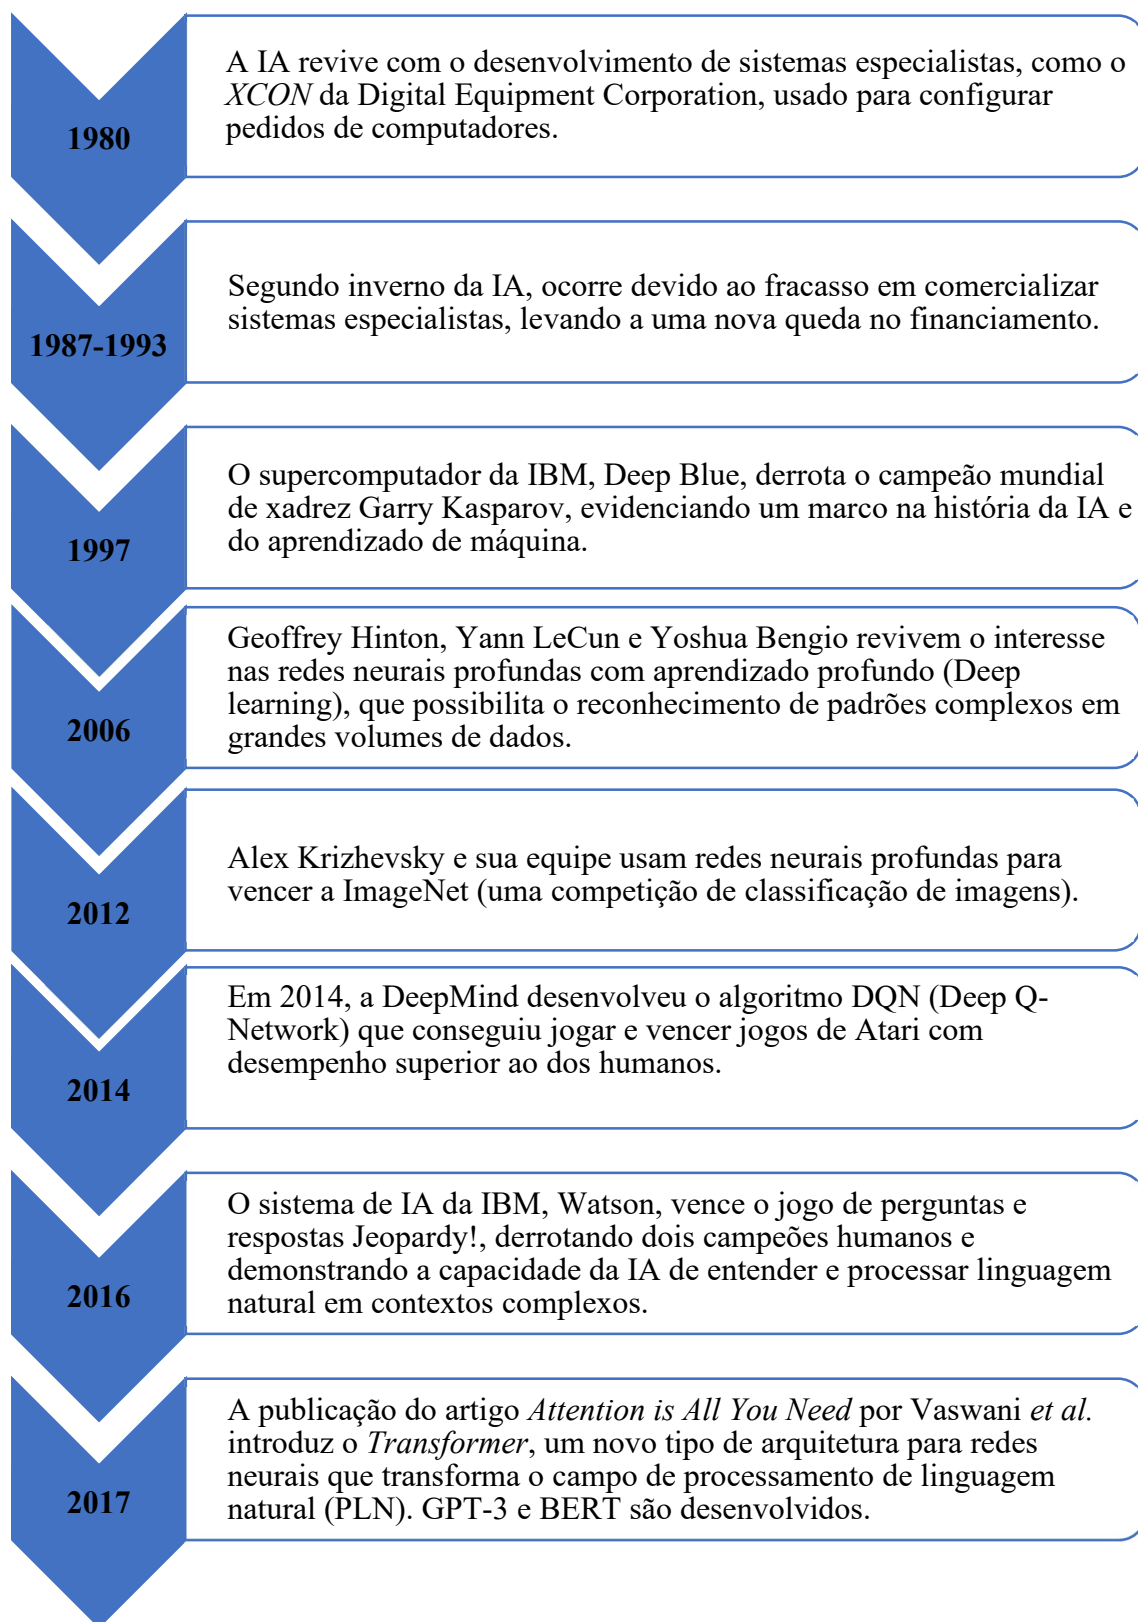 A IA revive com o desenvolvimento de sistemas especialistas, como o
XCON da Digital Equipment Corporation, usado para configurar
pedidos de computadores.
1980
Segundo inverno da IA, ocorre devido ao fracasso em comercializar
sistemas especialistas, levando a uma nova queda no financiamento.
1987-1993
O supercomputador da IBM, Deep Blue, derrota o campeão mundial
de xadrez Garry Kasparov, evidenciando um marco na história da IA e
do aprendizado de máquina.
1997
Geoffrey Hinton, Yann LeCun e Yoshua Bengio revivem o interesse
nas redes neurais profundas com aprendizado profundo (Deep
learning), que possibilita o reconhecimento de padrões complexos em
grandes volumes de dados.
2006
Alex Krizhevsky e sua equipe usam redes neurais profundas para
vencer a ImageNet (uma competição de classificação de imagens).
2012
Em 2014, a DeepMind desenvolveu o algoritmo DQN (Deep Q-
Network) que conseguiu jogar e vencer jogos de Atari com
desempenho superior ao dos humanos.
2014
O sistema de IA da IBM, Watson, vence o jogo de perguntas e
respostas Jeopardy!, derrotando dois campeões humanos e
demonstrando a capacidade da IA de entender e processar linguagem
natural em contextos complexos.
2016
A publicação do artigo Attention is All You Need por Vaswani et al.
introduz o Transformer, um novo tipo de arquitetura para redes
neurais que transforma o campo de processamento de linguagem
natural (PLN). GPT-3 e BERT são desenvolvidos.
2017